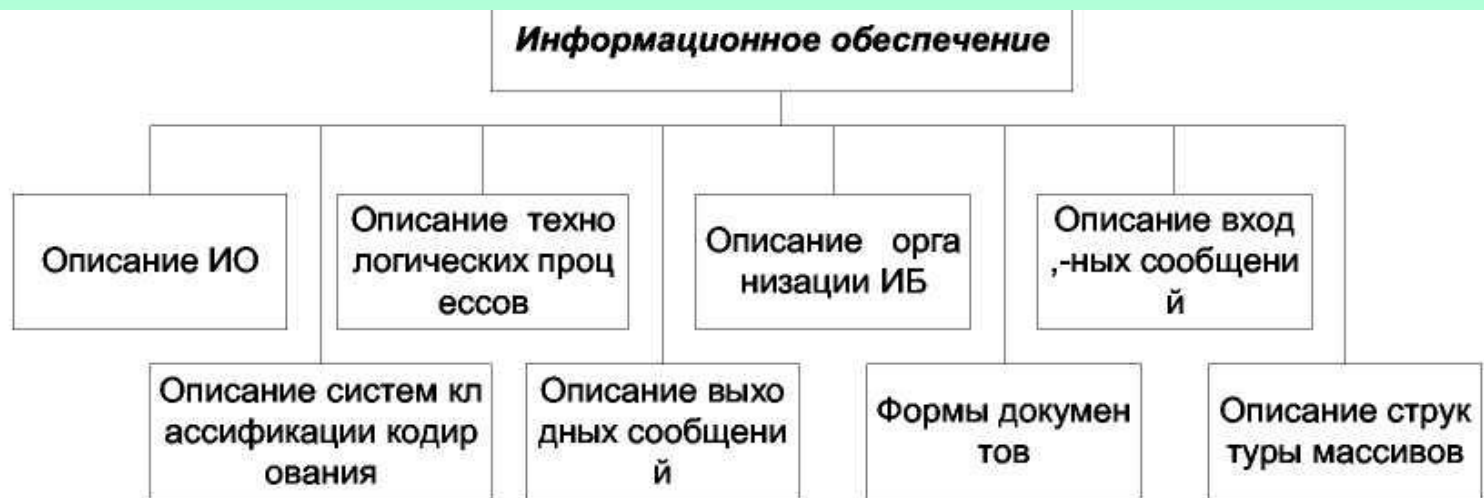 Информационное обеспечение
Описание ИО
Описание техно
логических проц
ессов
Описание орга
низации ИБ
Описание вход
,-ных сообщени
й
Описание систем кл
ассификации кодир
ования
Описание выхо
дных сообщени
й
Формы докумен
тов
Описание струк
туры массивов